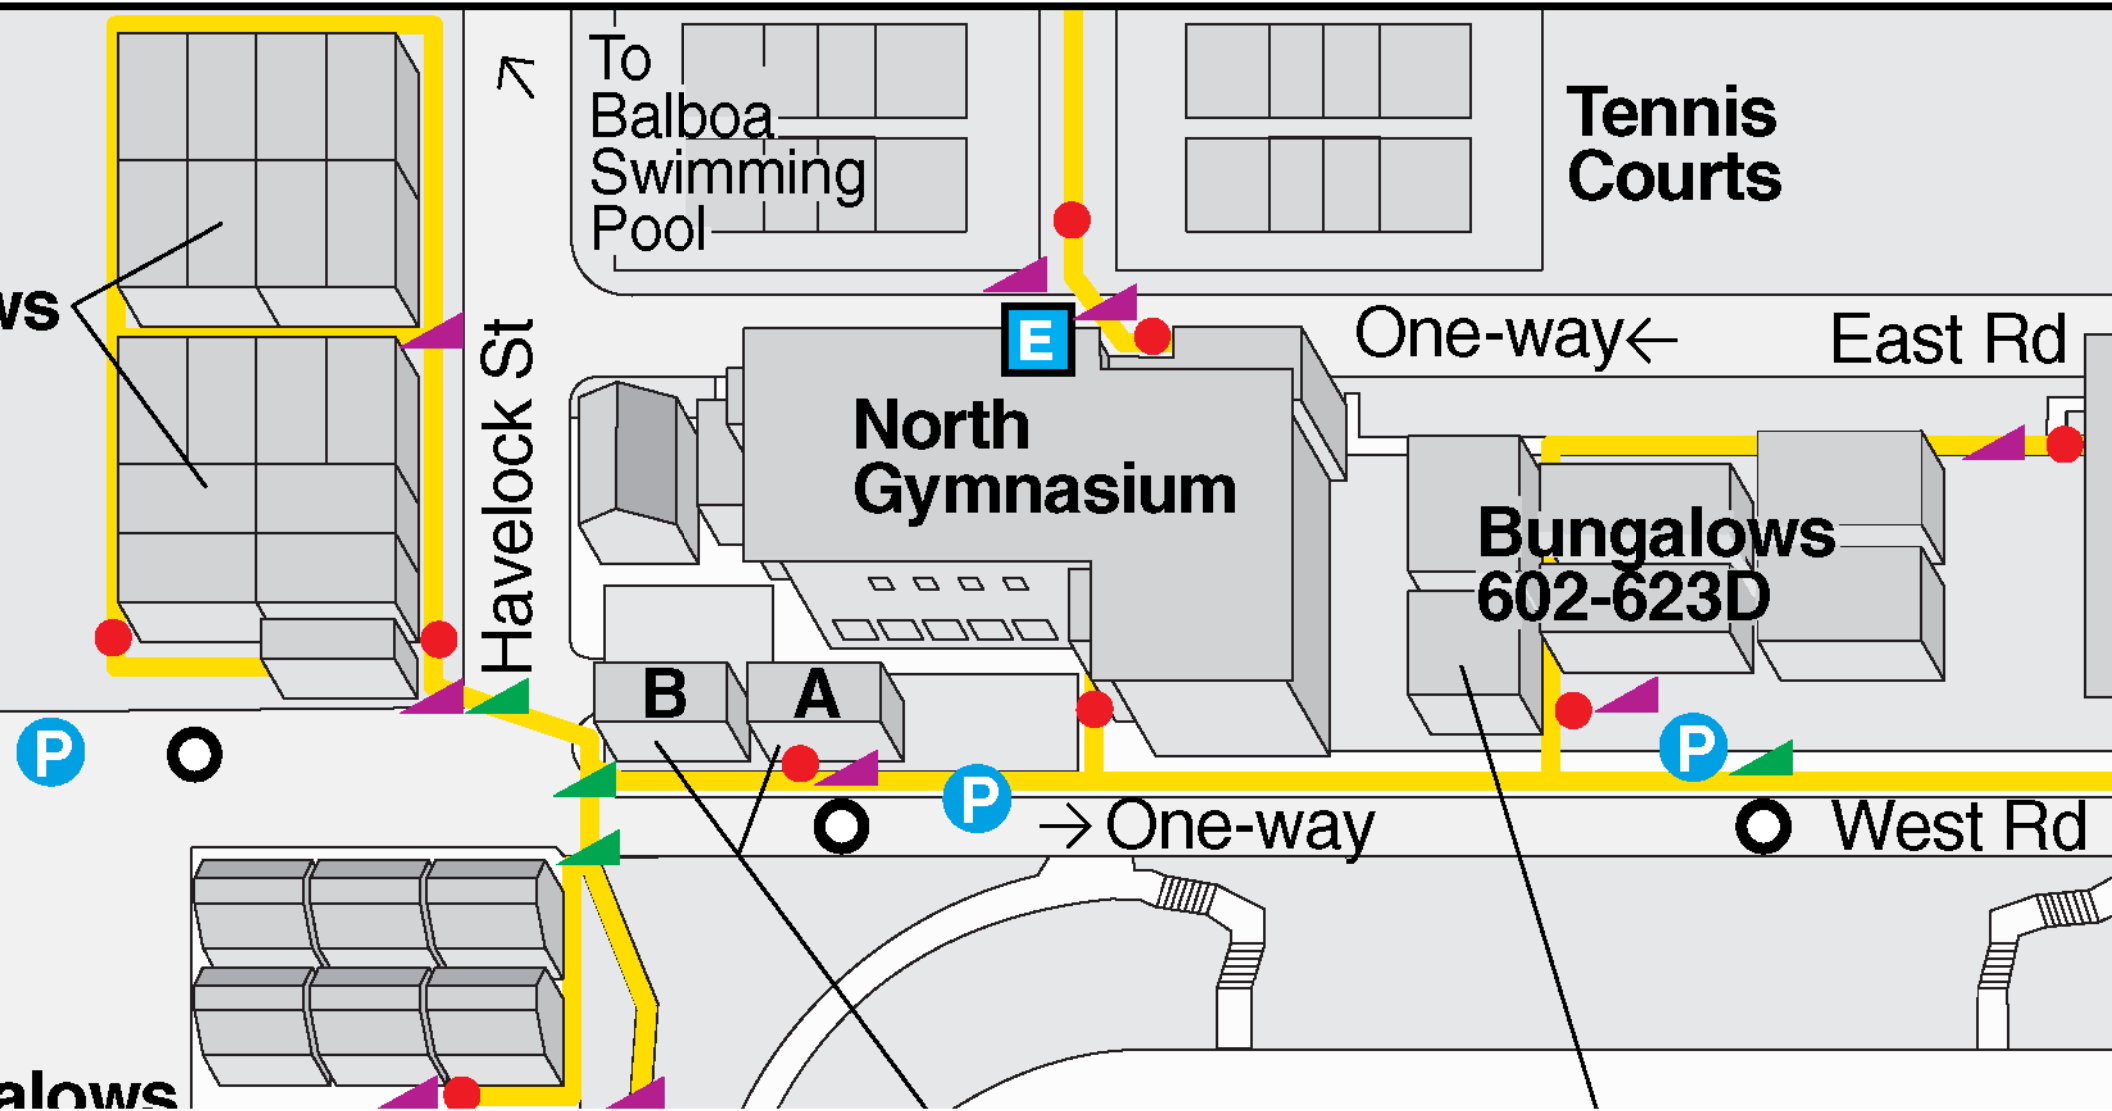 To
Balboa
Swimming
Pool
Tennis
Courts
ws
Havelock St
E
One-way←
East Rd
North
Gymnasium
Bungalows
602-623D
B
A
P
P
P
→One-way
West Rd
alows